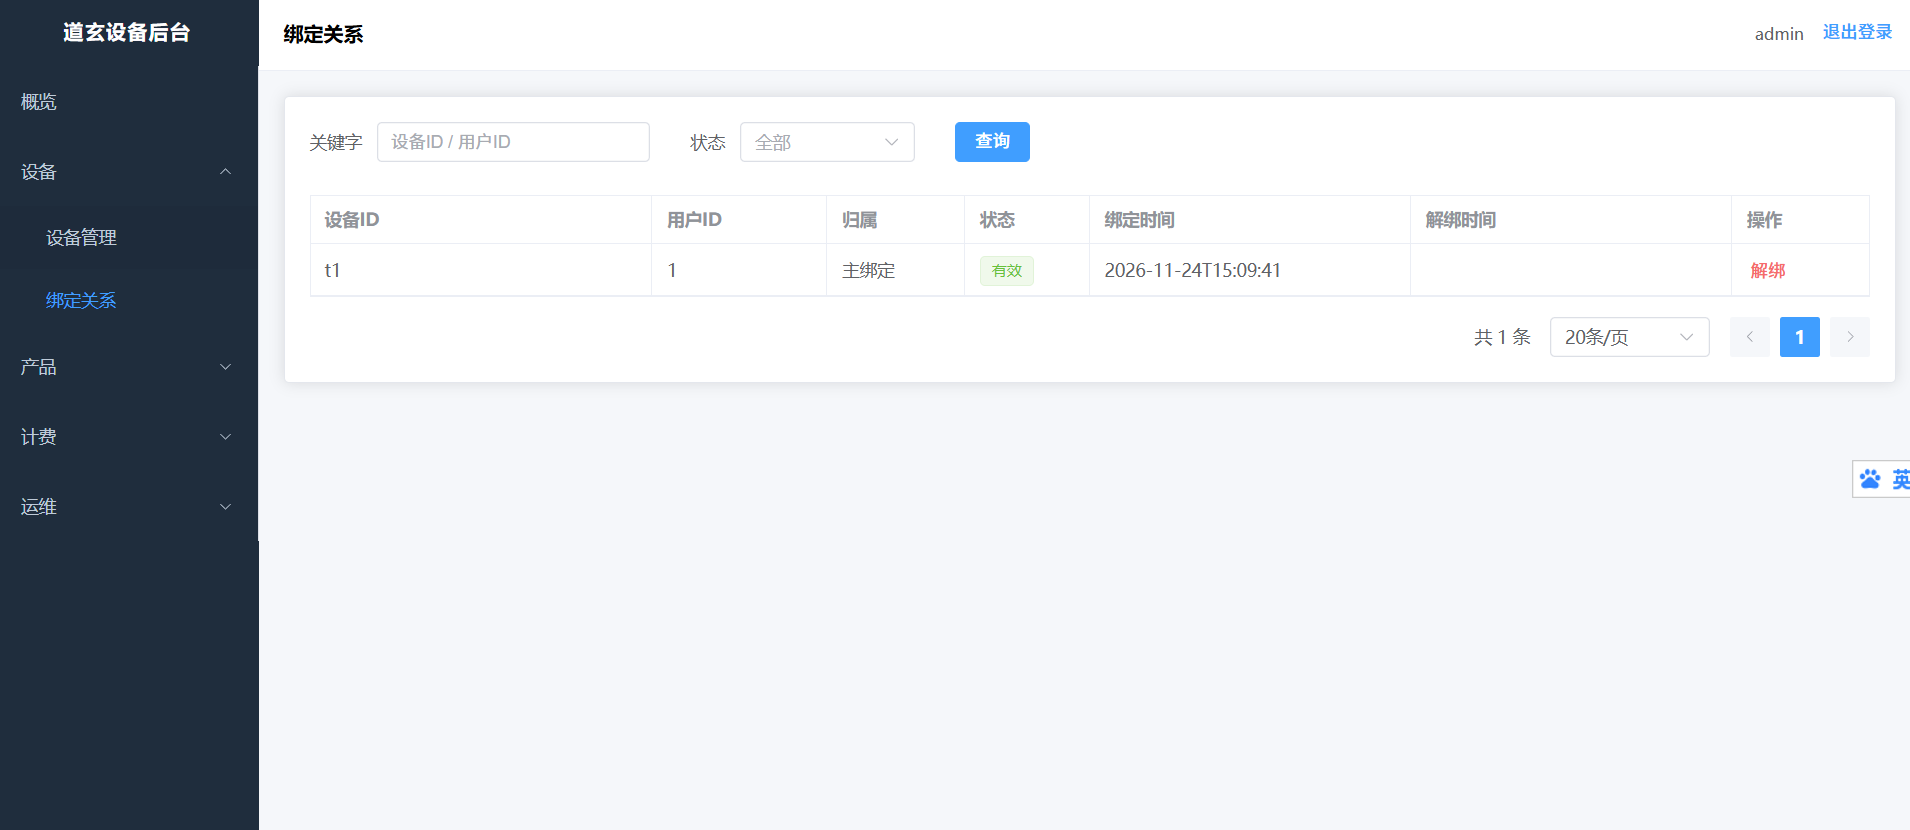 道玄设备后台
概览
设备
设备管理
绑定关系
产品
计费
运维
绑定关系
admin 退出登录
关键字 设备ID / 用户ID 状态 全部 查询
设备ID 用户ID 归属 状态 绑定时间 解绑时间 操作
t1 1 主绑定 有效 2026-11-24T15:09:41 解绑
共 1 条 20条/页 1
英